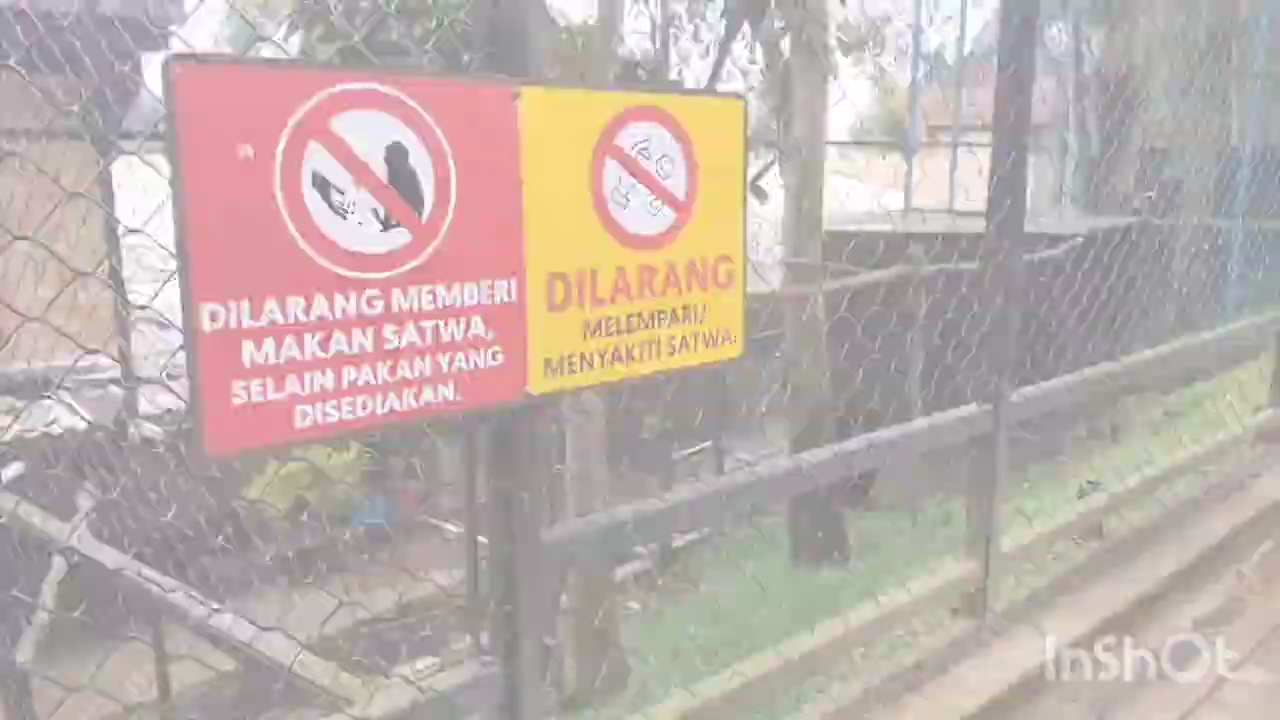 DILARANG MEMBERI
MAKAN SATWA,
SELAIN PAKAN YANG
DISEDIAKAN.
DILARANG
MELEMPARI/
MENYAKITI SATWA.
InShOt